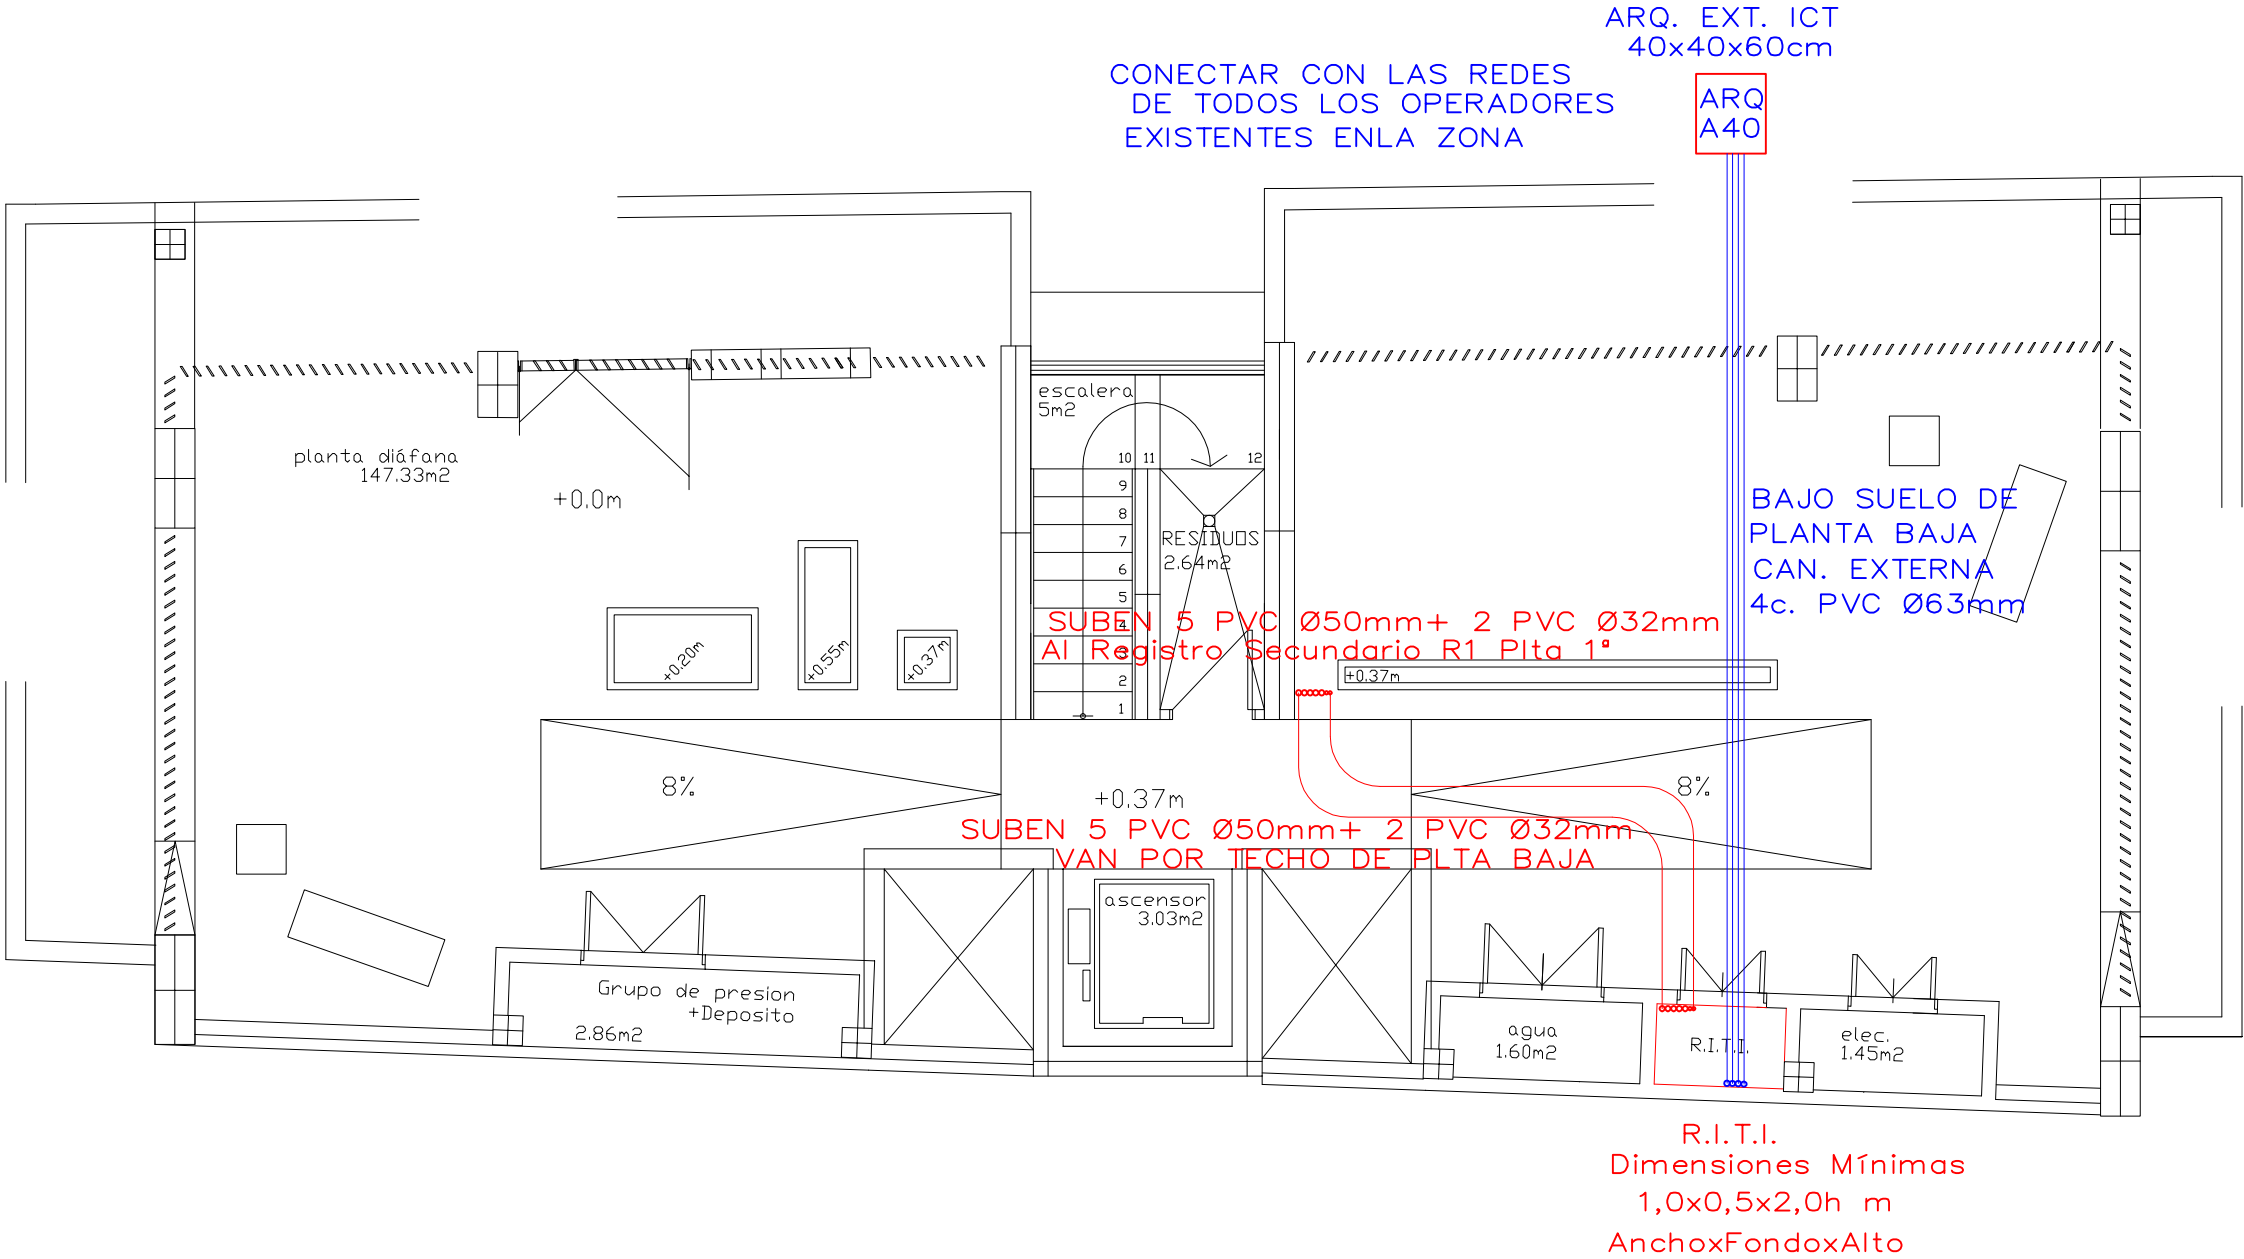 ARQ. EXT. ICT
40x40x60cm
CONECTAR CON LAS REDES
DE TODOS LOS OPERADORES
EXISTENTES ENLA ZONA
ARQ
A40
escalera
5m2
planta diáfana
147.33m2
+0.0m
10 11 12
9
8
7
6
5
4
3
2
1
RESIDUOS
2.64m2
BAJO SUELO DE
PLANTA BAJA
CAN. EXTERNA
4c. PVC Ø63mm
SUBEN 5 PVC Ø50mm+ 2 PVC Ø32mm
Al Registro Secundario R1 Plta 1ª
+0.20m
+0.55m
+0.37m
+0.37m
8%
+0.37m
8%
SUBEN 5 PVC Ø50mm+ 2 PVC Ø32mm
VAN POR TECHO DE PLTA BAJA
ascensor
3.03m2
Grupo de presion
+Deposito
2.86m2
agua
1.60m2
R.I.T.I.
elec.
1.45m2
R.I.T.I.
Dimensiones Mínimas
1,0x0,5x2,0h m
AnchoxFondoxAlto